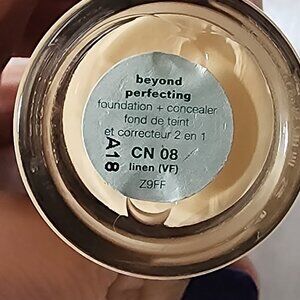 beyond
perfecting
foundation + concealer
fond de teint
et correcteur 2 en 1
A18
CN 08
linen (VF)
Z9FF